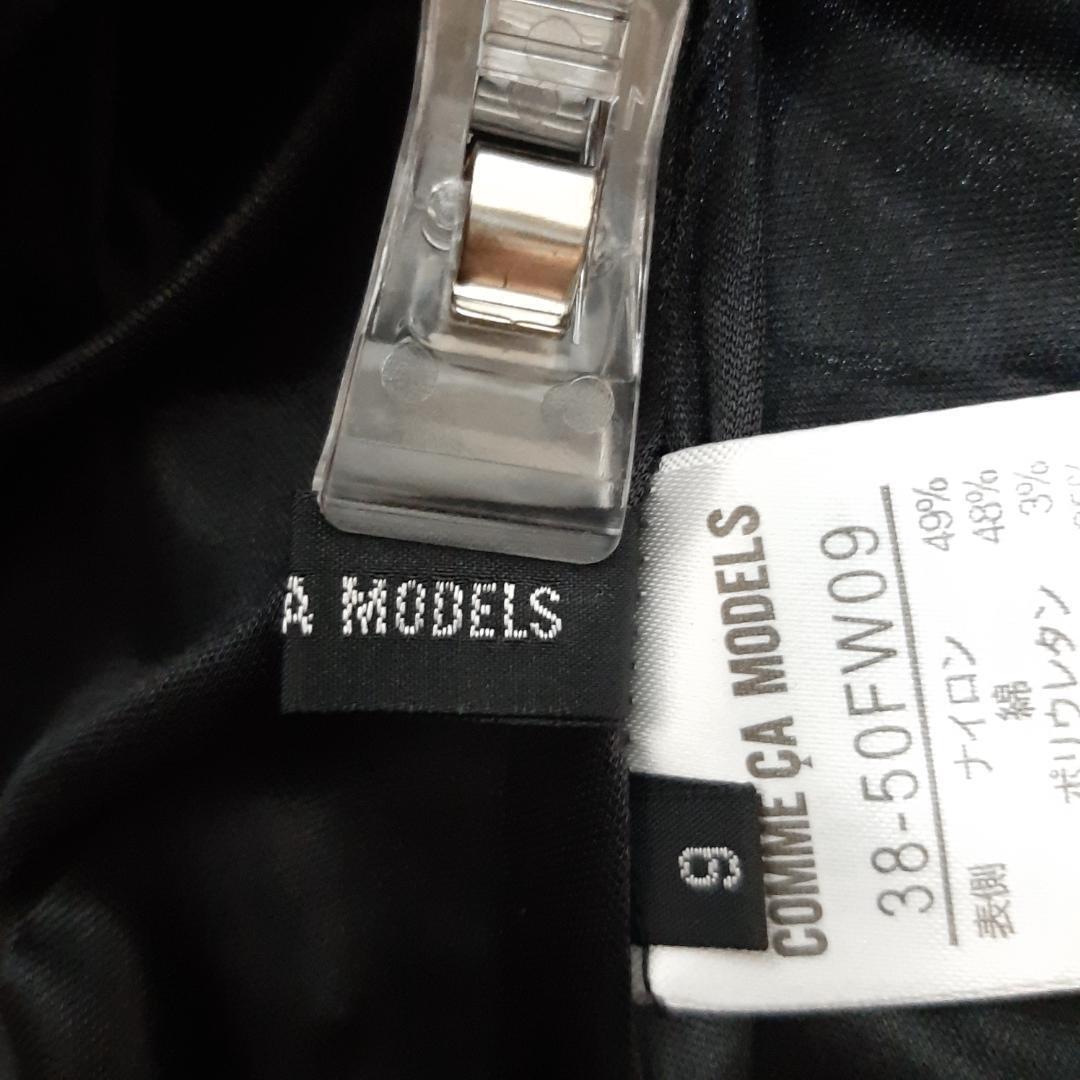 A MODELS
9
COMME ÇA MODELS
38-50FW09
表側 ナイロン 49%
綿 48%
ポリウレタン 3%